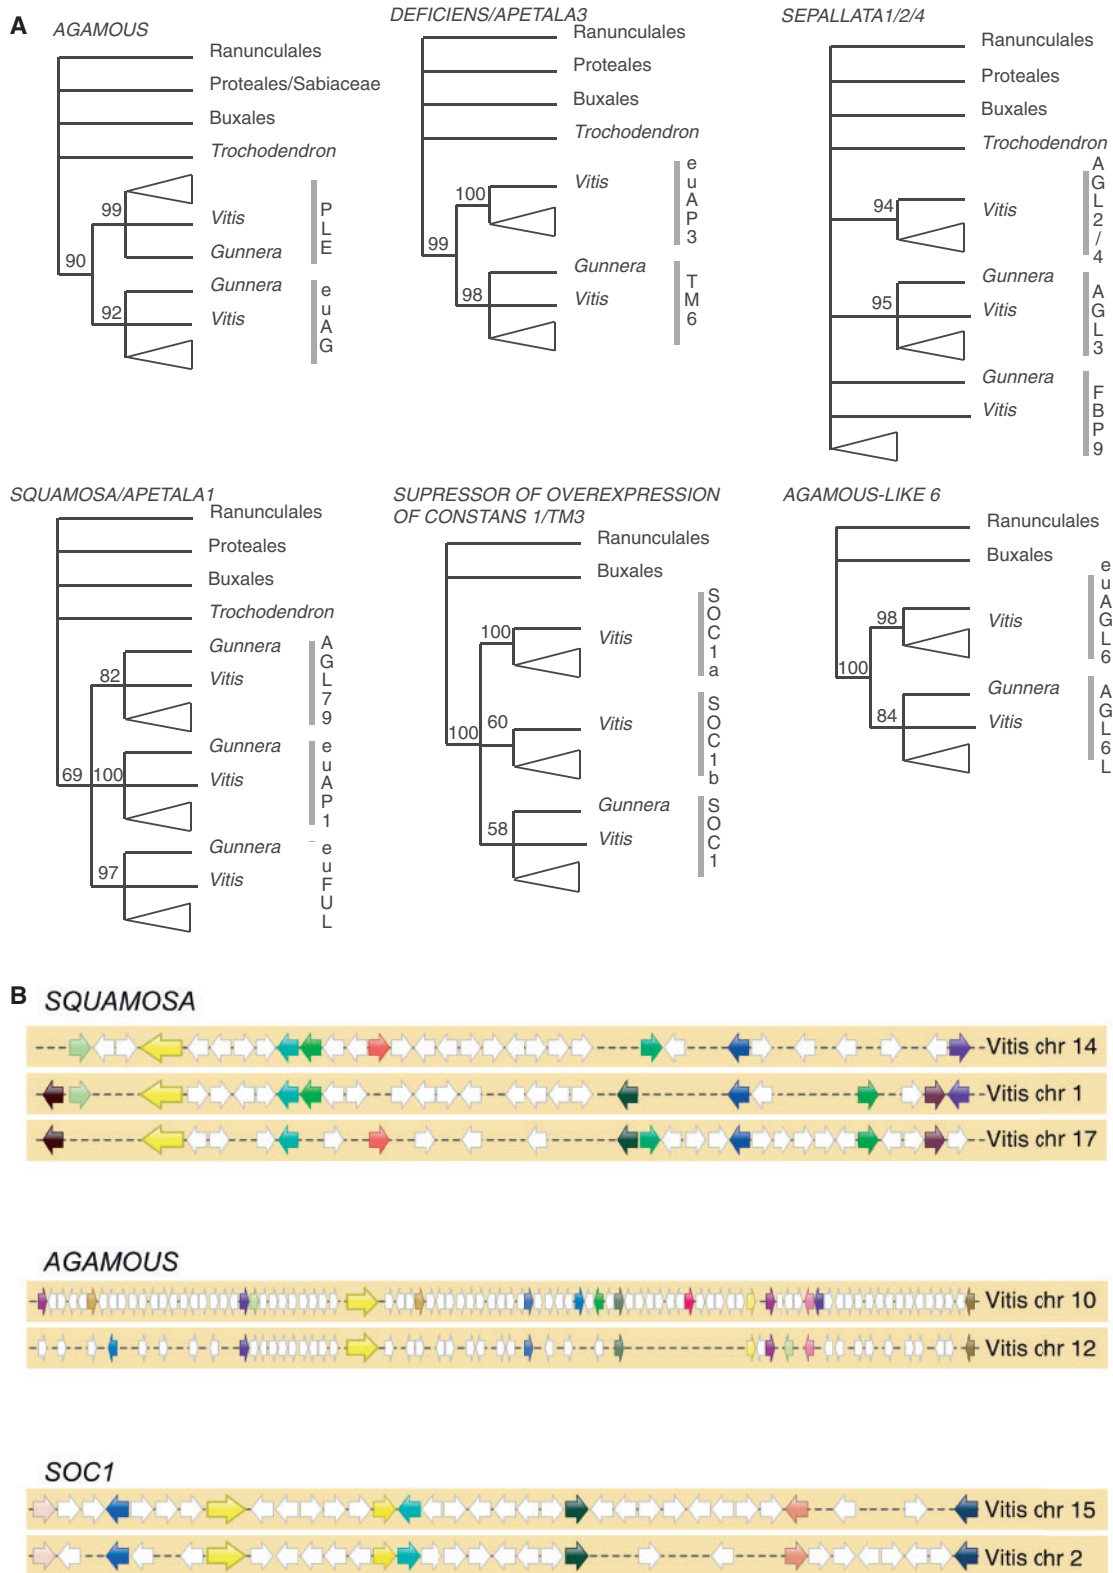 A
AGAMOUS
Ranunculales
Proteales/Sabiaceae
Buxales
Trochodendron
99
Vitis
Gunnera
PLE
90
Gunnera
92
Vitis
euAG
DEFICIENS/APETALA3
Ranunculales
Proteales
Buxales
Trochodendron
100
Vitis
euAP3
99
Gunnera
98
Vitis
TM6
SEPALLATA1/2/4
Ranunculales
Proteales
Buxales
Trochodendron
94
Vitis
AGL2/4
Gunnera
95
Vitis
AGL3
Gunnera
Vitis
FBP9
SQUAMOSA/APETALA1
Ranunculales
Proteales
Buxales
Trochodendron
Gunnera
82
Vitis
AGL79
Gunnera
69
100
Vitis
euAP1
Gunnera
97
Vitis
euFUL
SUPRESSOR OF OVEREXPRESSION
OF CONSTANS 1/TM3
Ranunculales
Buxales
100
Vitis
SOC1a
100
60
Vitis
SOC1b
Gunnera
58
Vitis
SOC1
AGAMOUS-LIKE 6
Ranunculales
Buxales
98
Vitis
euAGL6
100
Gunnera
84
Vitis
AGL6L
B
SQUAMOSA
Vitis chr 14
Vitis chr 1
Vitis chr 17
AGAMOUS
Vitis chr 10
Vitis chr 12
SOC1
Vitis chr 15
Vitis chr 2